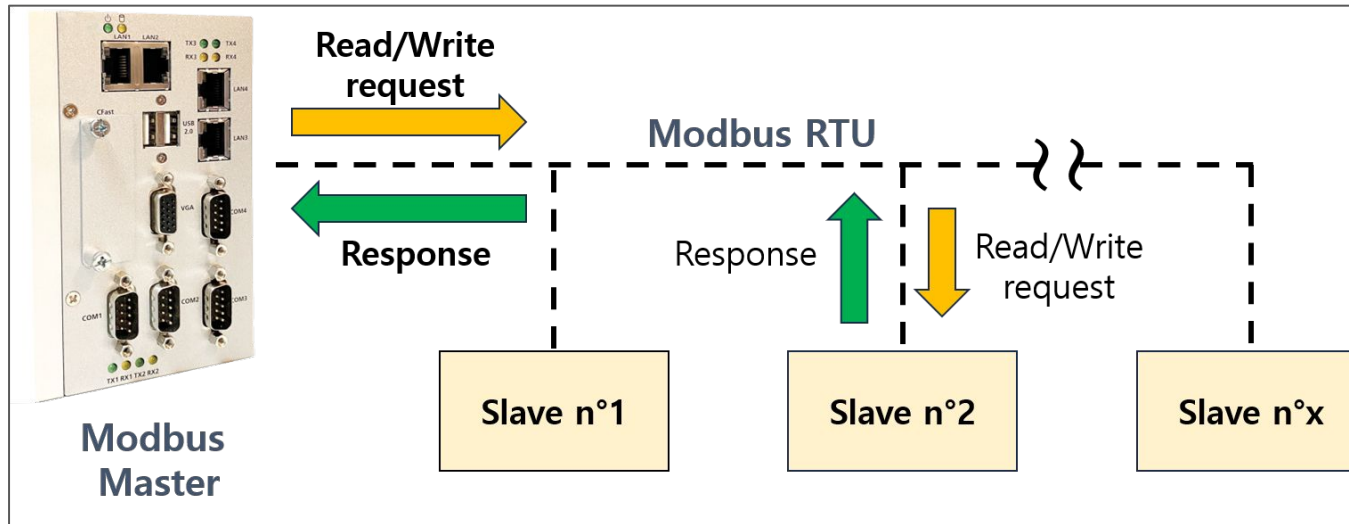 LAN1 LAN2
TX3 TX4
RX3 RX4
LAN4
CFast
USB
2.0
LAN3
VGA
COM4
COM1
COM2
COM3
TX1 RX1 TX2 RX2
Modbus
Master
Read/Write
request
Modbus RTU
Response
Response
Read/Write
request
Slave n°1
Slave n°2
Slave n°x